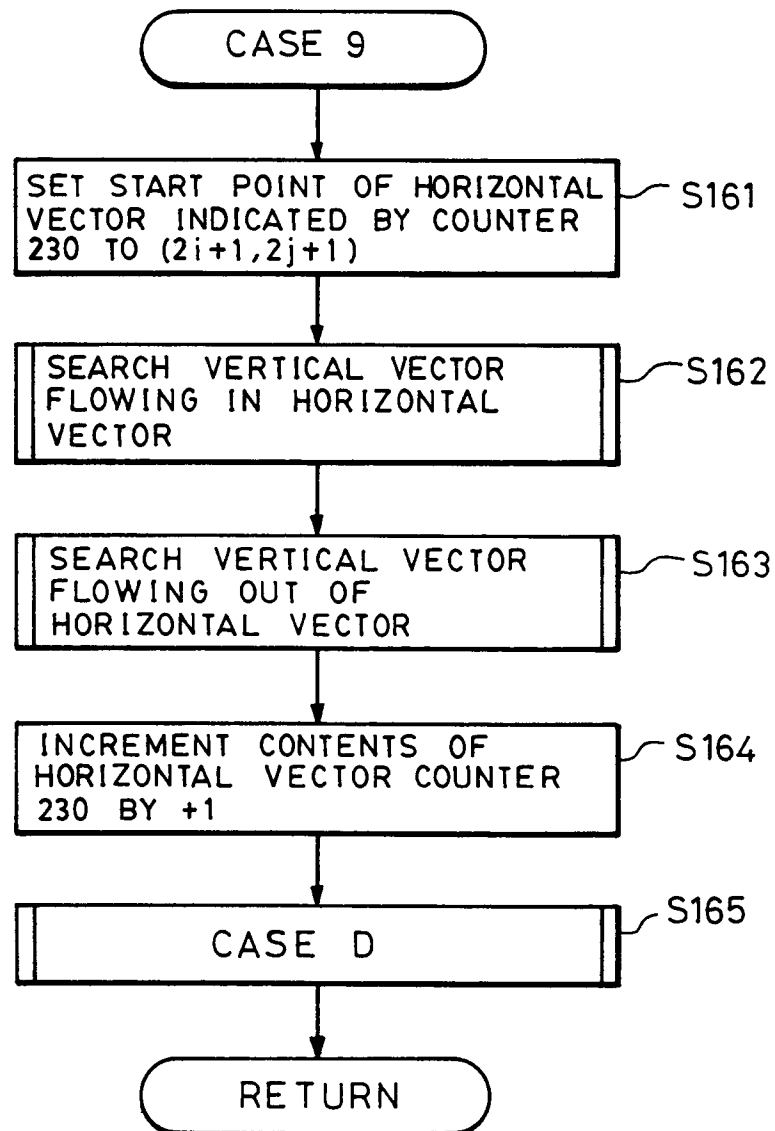 CASE 9
SET START POINT OF HORIZONTAL
VECTOR INDICATED BY COUNTER
230 TO (2i+1,2j+1)
S161
SEARCH VERTICAL VECTOR
FLOWING IN HORIZONTAL
VECTOR
S162
SEARCH VERTICAL VECTOR
FLOWING OUT OF
HORIZONTAL VECTOR
S163
INCREMENT CONTENTS OF
HORIZONTAL VECTOR COUNTER
230 BY +1
S164
CASE D
S165
RETURN